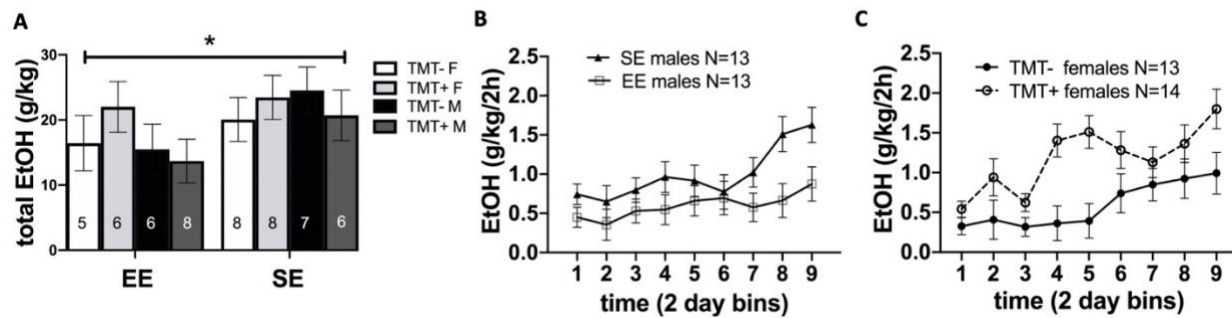 A
*
total EtOH (g/kg)
30
20
10
0
5
6
6
8
8
8
7
6
EE
SE
TMT- F
TMT+ F
TMT- M
TMT+ M
B
EtOH (g/kg/2h)
2.5
2.0
1.5
1.0
0.5
0.0
SE males N=13
EE males N=13
1 2 3 4 5 6 7 8 9
time (2 day bins)
C
EtOH (g/kg/2h)
2.5
2.0
1.5
1.0
0.5
0.0
TMT- females N=13
TMT+ females N=14
1 2 3 4 5 6 7 8 9
time (2 day bins)